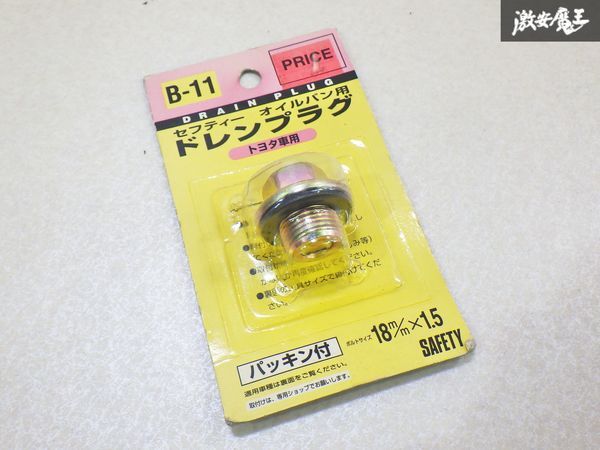 激安魔王
PRICE
B-11
DRAIN PLUG
セフティー オイルパン用
ドレンプラグ
トヨタ車用
パッキン付
ボルトサイズ 18m/m×1.5
SAFETY
適用車種は裏面をご覧ください。
取付けは、専用ショップでお願いします。